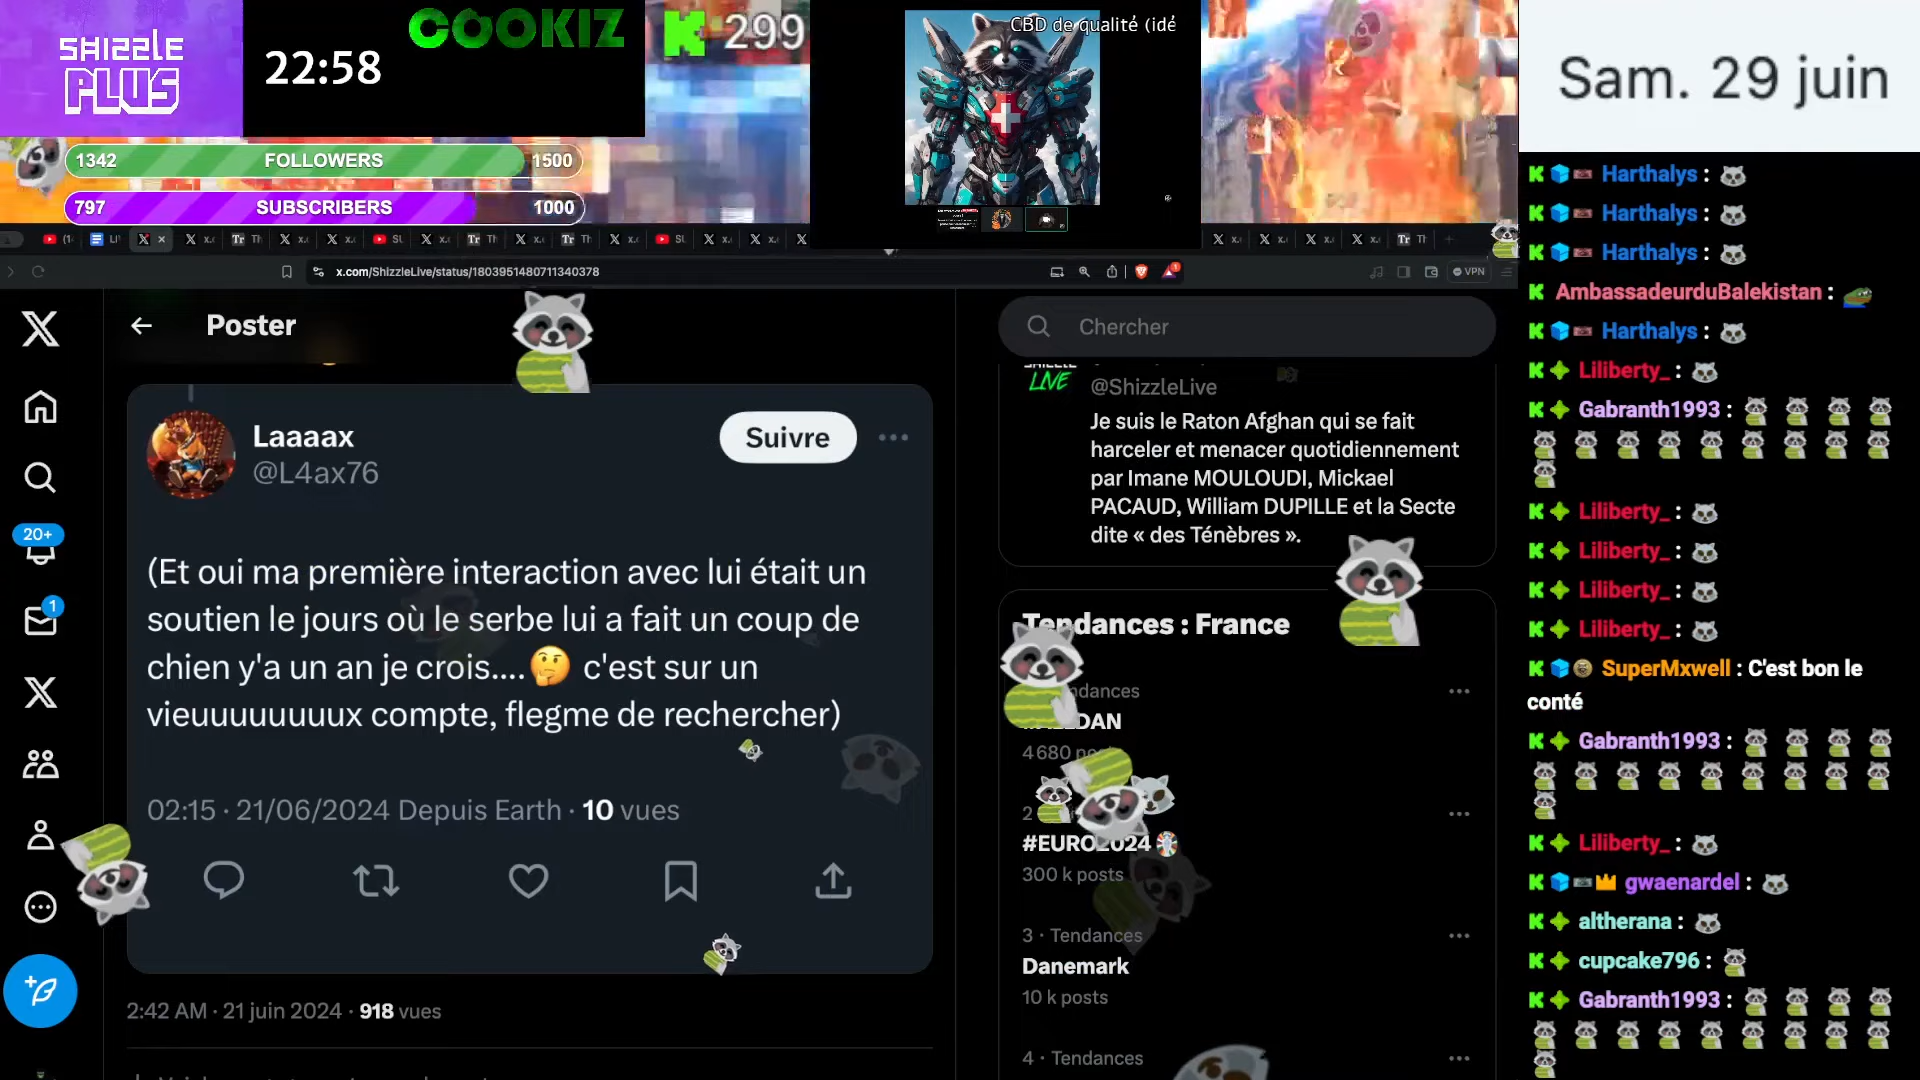 SHIZZLE
PLUS
22:58
COOKIZ
299
CBD de qualité (idé
Sam. 29 juin
1342 FOLLOWERS 1500
797 SUBSCRIBERS 1000
x.com/ShizzleLive/status/1803951480711340378
VPN
Poster
Chercher
20+
1
Laaaax
@L4ax76
Suivre
(Et oui ma première interaction avec lui était un
soutien le jours où le serbe lui a fait un coup de
chien y'a un an je crois....🤔 c'est sur un
vieuuuuuuuux compte, flegme de rechercher)
02:15 · 21/06/2024 Depuis Earth · 10 vues
2:42 AM · 21 juin 2024 · 918 vues
LIVE
@ShizzleLive
Je suis le Raton Afghan qui se fait
harceler et menacer quotidiennement
par Imane MOULOUDI, Mickael
PACAUD, William DUPILLE et la Secte
dite « des Ténèbres ».
Tendances : France
4 680
#EURO2024
300 k posts
3 · Tendances
Danemark
10 k posts
4 · Tendances
Harthalys :
Harthalys :
Harthalys :
AmbassadeurduBalekistan :
Harthalys :
Liliberty_ :
Gabranth1993 :
Liliberty_ :
Liliberty_ :
Liliberty_ :
Liliberty_ :
SuperMxwell : C'est bon le
conté
Gabranth1993 :
Liliberty_ :
gwaenardel :
altherana :
cupcake796 :
Gabranth1993 :